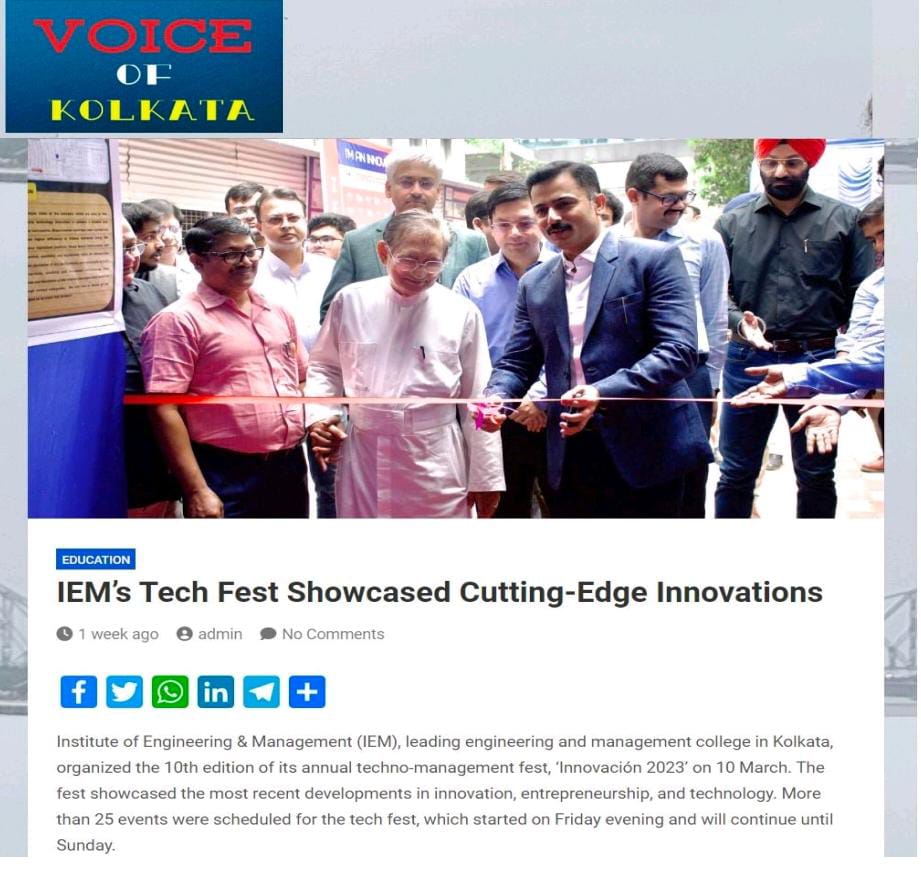 VOICE
OF
KOLKATA
EDUCATION
IEM’s Tech Fest Showcased Cutting-Edge Innovations
1 week ago admin No Comments
Institute of Engineering & Management (IEM), leading engineering and management college in Kolkata,
organized the 10th edition of its annual techno-management fest, ‘Innovación 2023’ on 10 March. The
fest showcased the most recent developments in innovation, entrepreneurship, and technology. More
than 25 events were scheduled for the tech fest, which started on Friday evening and will continue until
Sunday.